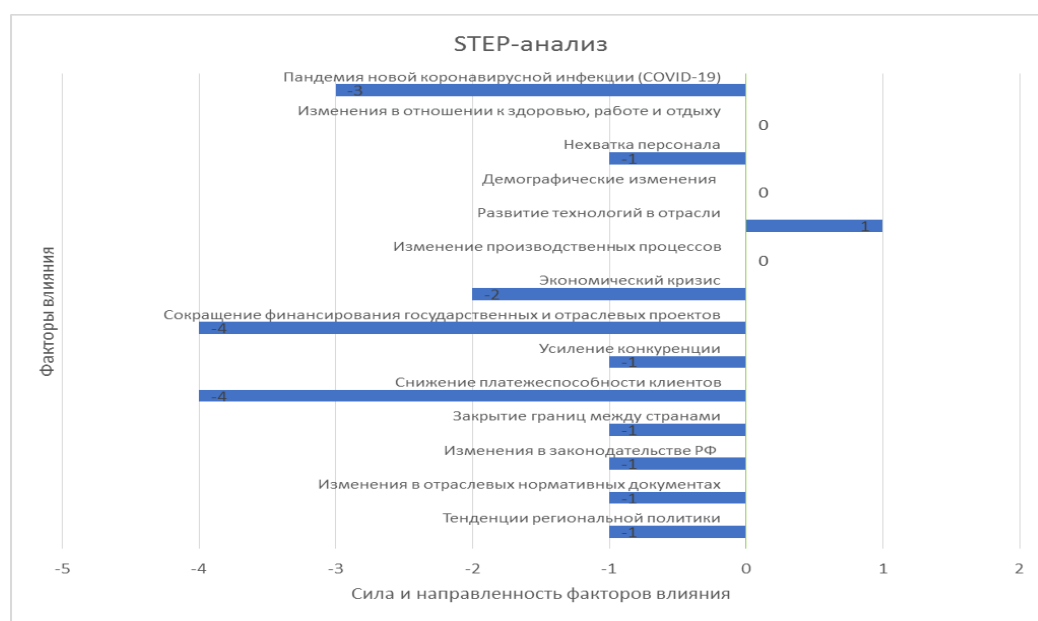 STEP-анализ
Пандемия новой коронавирусной инфекции (COVID-19)
-3
Изменения в отношении к здоровью, работе и отдыху
0
Нехватка персонала
-1
Демографические изменения
0
Развитие технологий в отрасли
1
Изменение производственных процессов
0
Экономический кризис
-2
Сокращение финансирования государственных и отраслевых проектов
-4
Усиление конкуренции
-1
Снижение платежеспособности клиентов
-4
Закрытие границ между странами
-1
Изменения в законодательстве РФ
-1
Изменения в отраслевых нормативных документах
-1
Тенденции региональной политики
-1
Факторы влияния
-5 -4 -3 -2 -1 0 1 2
Сила и направленность факторов влияния